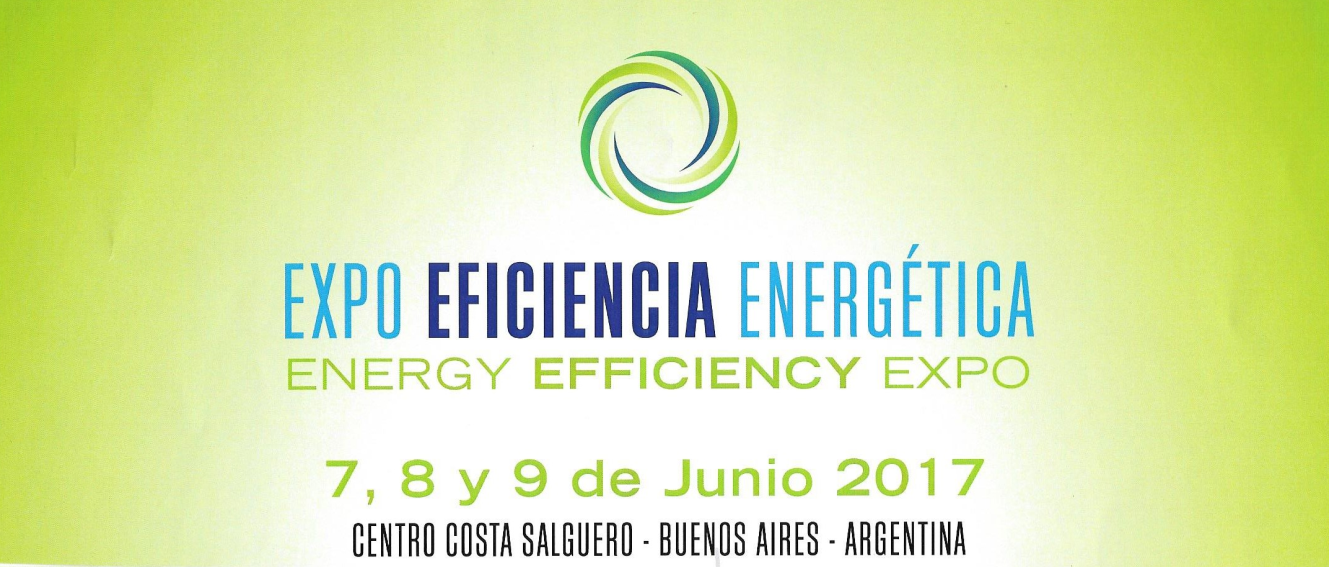 EXPO EFICIENCIA ENERGÉTICA
ENERGY EFFICIENCY EXPO
7, 8 y 9 de Junio 2017
CENTRO COSTA SALGUERO - BUENOS AIRES - ARGENTINA